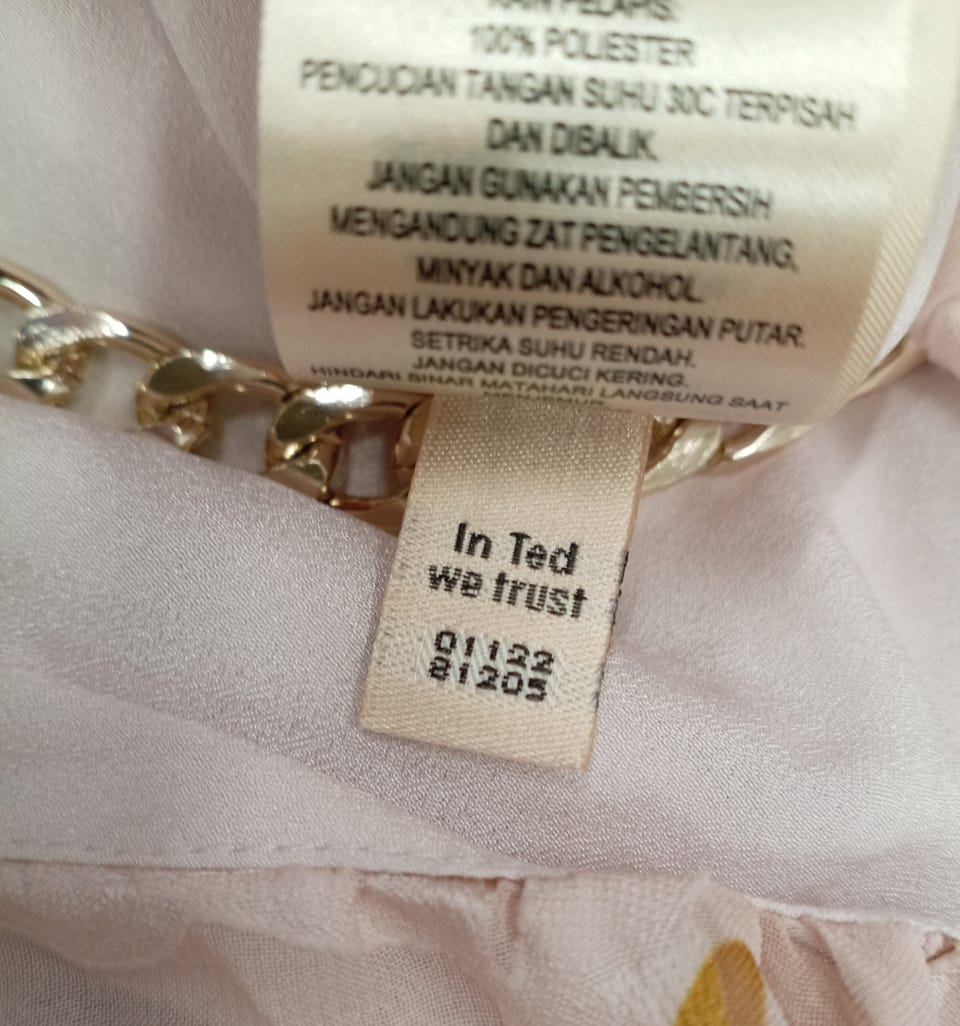 KAIN PELAPIS:
100% POLIESTER
PENCUCIAN TANGAN SUHU 30C TERPISAH
DAN DIBALIK.
JANGAN GUNAKAN PEMBERSIH
MENGANDUNG ZAT PENGELANTANG,
MINYAK DAN ALKOHOL.
JANGAN LAKUKAN PENGERINGAN PUTAR.
SETRIKA SUHU RENDAH.
JANGAN DICUCI KERING.
HINDARI SINAR MATAHARI LANGSUNG SAAT
In Ted
we trust
01122
81205